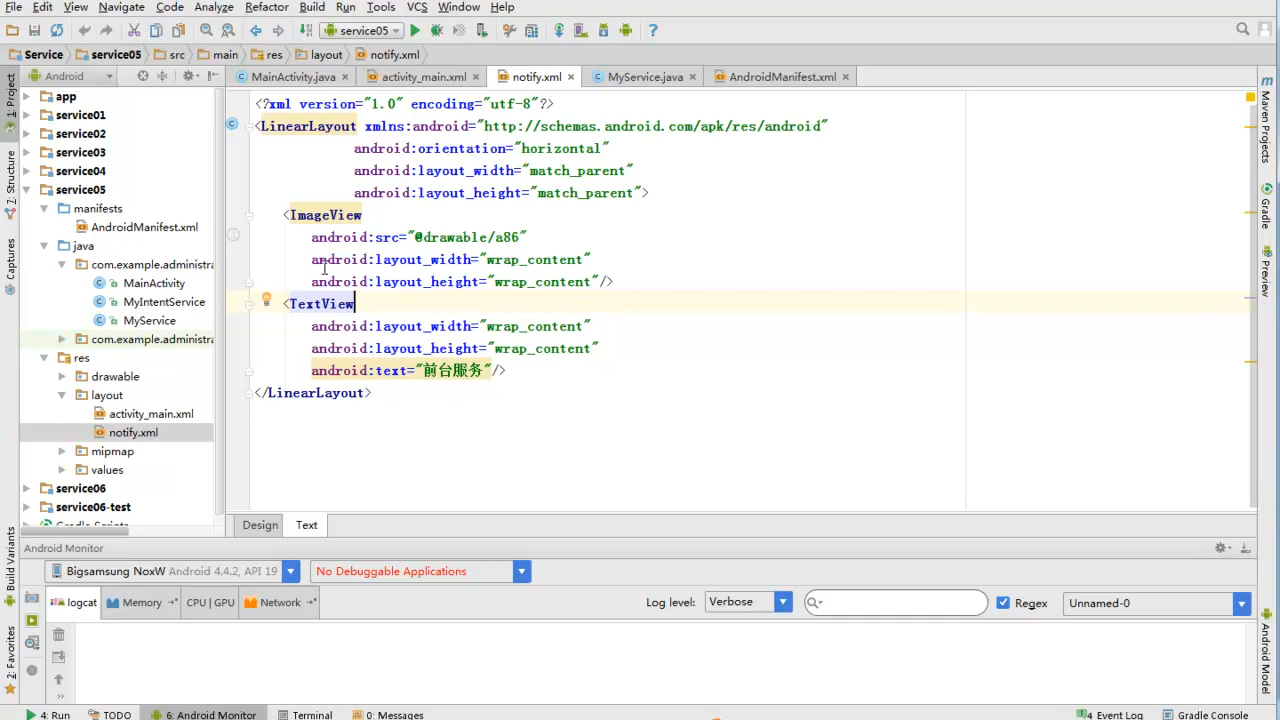 File Edit View Navigate Code Analyze Refactor Build Run Tools VCS Window Help
service05
Service service05 src main res layout notify.xml
Android
MainActivity.java activity_main.xml notify.xml MyService.java AndroidManifest.xml
1: Project
7: Structure
Captures
Build Variants
2: Favorites
app
service01
service02
service03
service04
service05
manifests
AndroidManifest.xml
java
com.example.administra
MainActivity
MyIntentService
MyService
com.example.administra
res
drawable
layout
activity_main.xml
notify.xml
mipmap
values
service06
service06-test
Gradle Scripts
<?xml version="1.0" encoding="utf-8"?>
<LinearLayout xmlns:android="http://schemas.android.com/apk/res/android"
android:orientation="horizontal"
android:layout_width="match_parent"
android:layout_height="match_parent">
<ImageView
android:src="@drawable/a86"
android:layout_width="wrap_content"
android:layout_height="wrap_content"/>
<TextView
android:layout_width="wrap_content"
android:layout_height="wrap_content"
android:text="前台服务"/>
</LinearLayout>
Design Text
Maven Projects
Gradle
Preview
Android Model
Android Monitor
Bigsamsung NoxW Android 4.4.2, API 19
No Debuggable Applications
logcat Memory CPU | GPU Network
Log level: Verbose
Regex
Unnamed-0
4: Run TODO 6: Android Monitor Terminal 0: Messages
4 Event Log Gradle Console